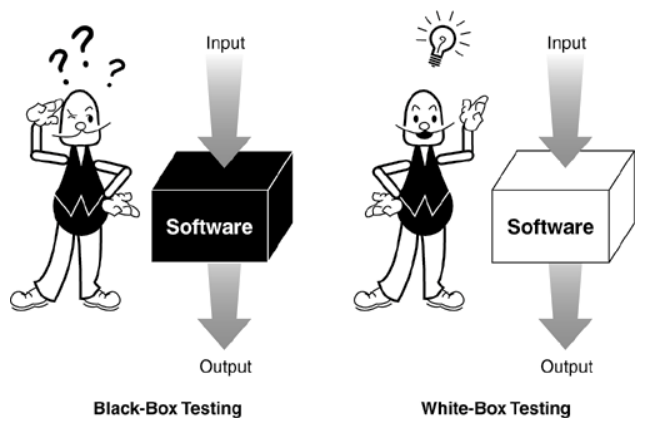 ???
Input
Software
Output
Black-Box Testing
Input
Software
Output
White-Box Testing